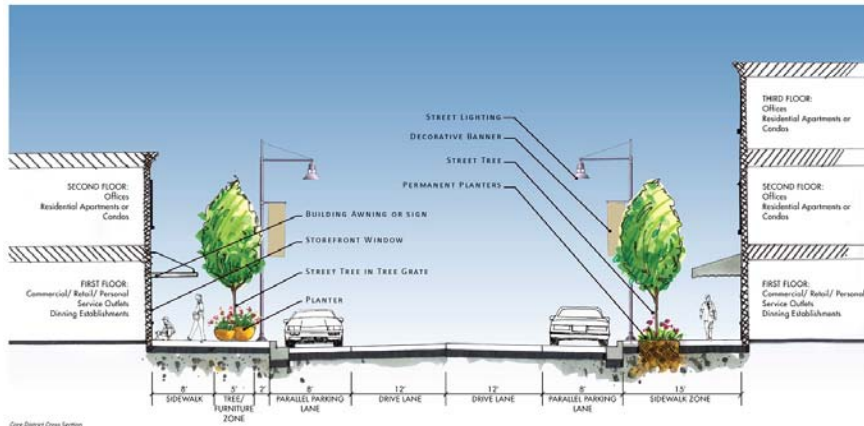 STREET LIGHTING
DECORATIVE BANNER
STREET TREE
PERMANENT PLANTERS
THIRD FLOOR:
Offices
Residential Apartments or
Condos
SECOND FLOOR:
Offices
Residential Apartments or
Condos
SECOND FLOOR:
Offices
Residential Apartments or
Condos
BUILDING AWNING OR SIGN
STOREFRONT WINDOW
STREET TREE IN TREE GRATE
PLANTER
FIRST FLOOR:
Commercial/ Retail/ Personal
Service Outlets
Dinning Establishments
FIRST FLOOR:
Commercial/ Retail/ Personal
Service Outlets
Dinning Establishments
8' 5' 2' 8' 12' 12' 8' 15'
SIDEWALK TREE/ PARALLEL PARKING DRIVE LANE DRIVE LANE PARALLEL PARKING SIDEWALK ZONE
FURNITURE LANE LANE
ZONE
Core District Cross Section